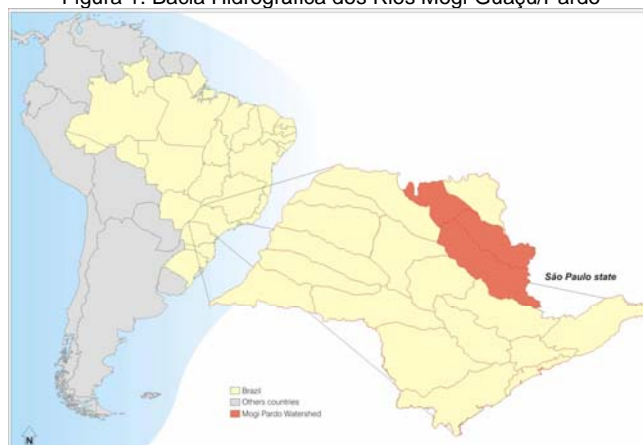 Figura 1: Bacia Hidrográfica dos Rios Mogi Guaçu/Pardo
São Paulo state
Brazil
Others countries
Mogi Pardo Watershed
N